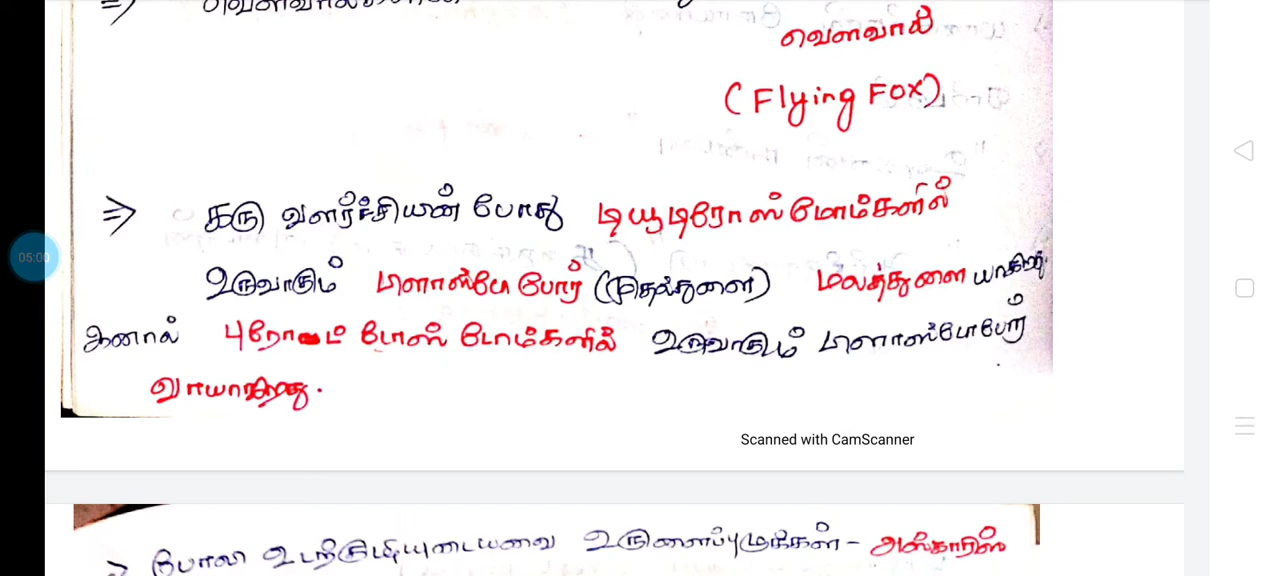 வௌவால்
(Flying Fox)
⇒ கரு வளர்ச்சியின் போது டியூடிரோஸ்மோம்களில்
05:00
உருவாகும் பிளாஸ்டோ போர் (முதல்துளை) மலத்துளை யாகிறது.
ஆனால் புரோட்டோஸ் டோம்களில் உருவாகும் பிளாஸ்டோபோர்
வாயாகிறது.
Scanned with CamScanner
⇒ போலி உடற்குழியுடையவை உருளைப்புழுக்கள் - அஸ்காரிஸ்